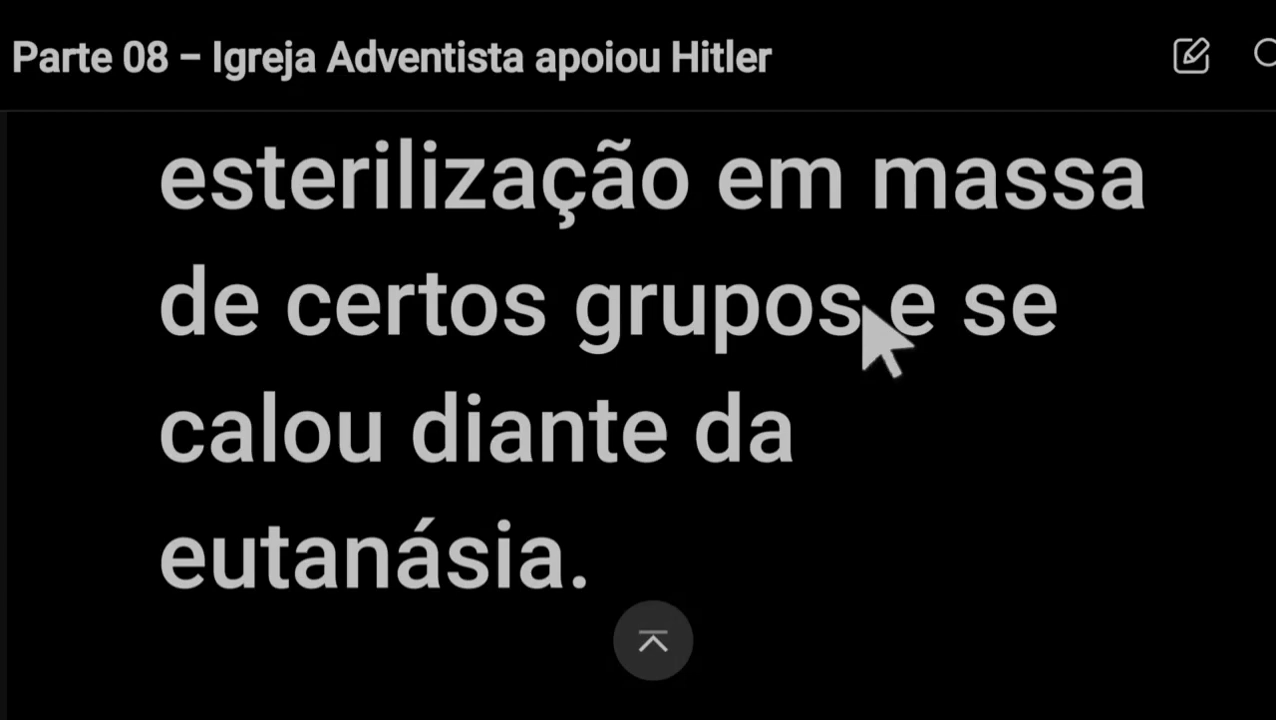 Parte 08 – Igreja Adventista apoiou Hitler
esterilização em massa
de certos grupos e se
calou diante da
eutanásia.